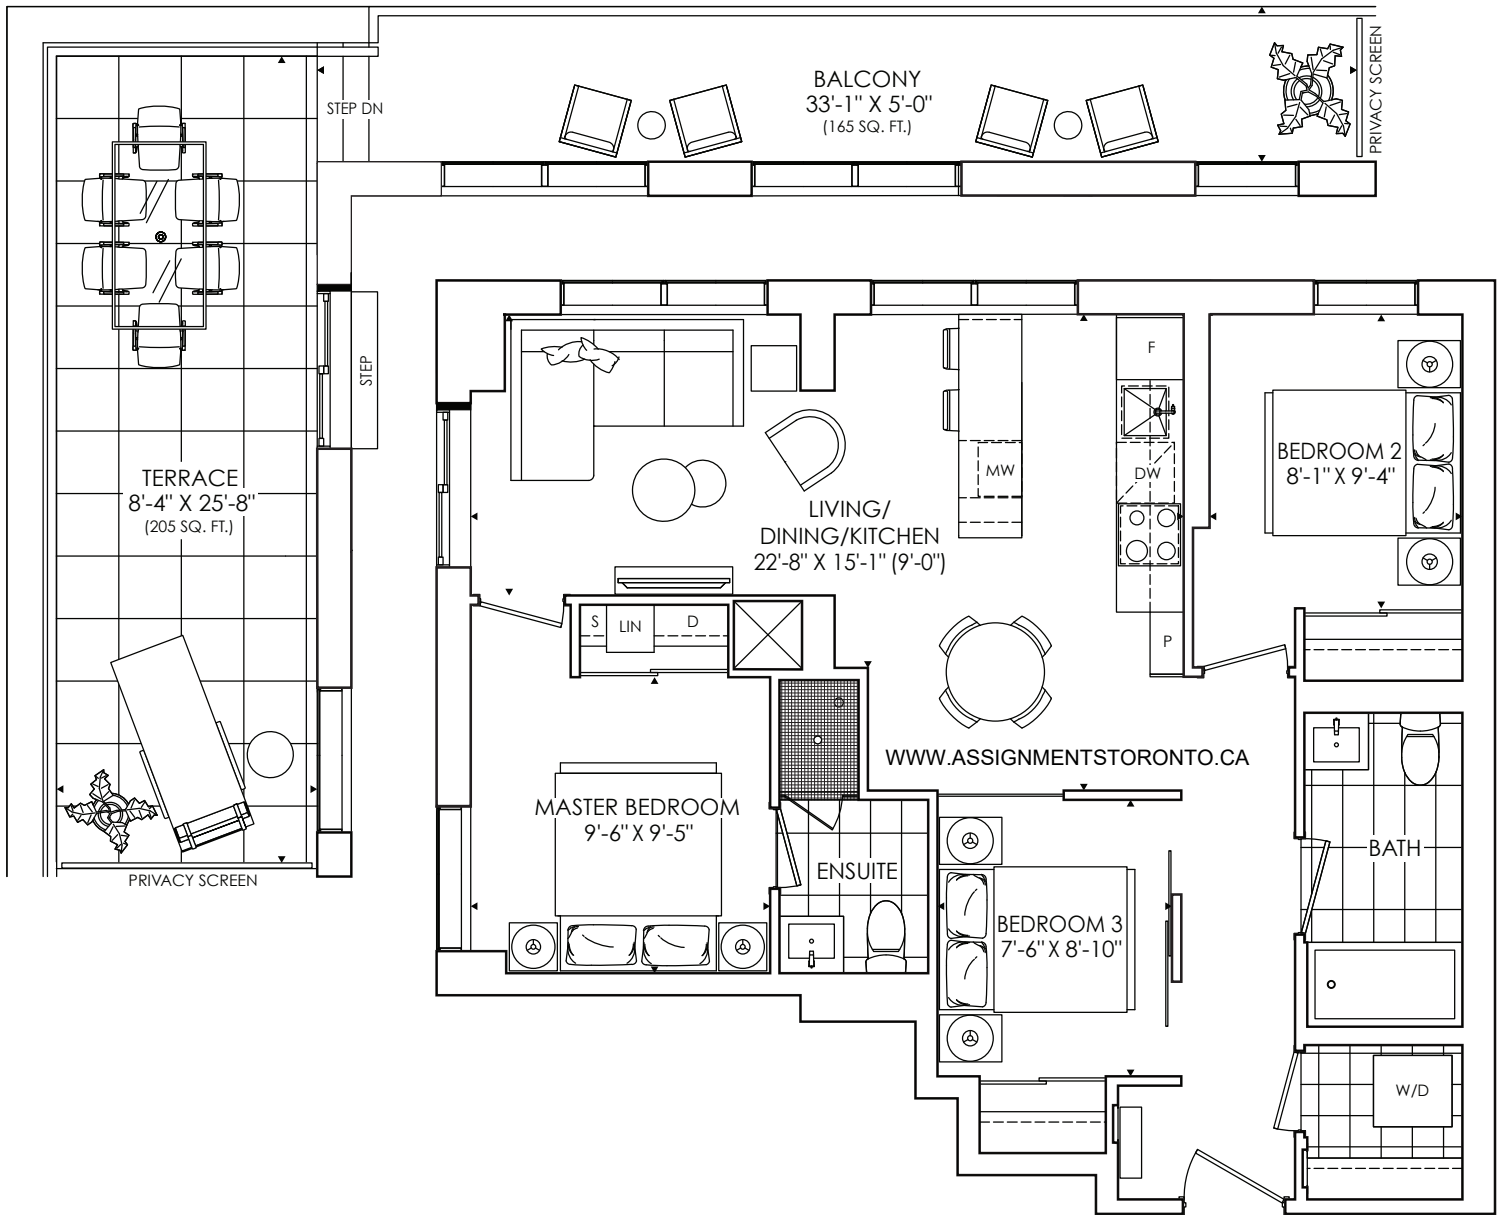 BALCONY
33'-1" X 5'-0"
(165 SQ. FT.)
PRIVACY SCREEN
STEP DN
STEP
TERRACE
8'-4" X 25'-8"
(205 SQ. FT.)
PRIVACY SCREEN
F
MW
DW
P
BEDROOM 2
8'-1" X 9'-4"
LIVING/
DINING/KITCHEN
22'-8" X 15'-1" (9'-0")
S
LIN
D
WWW.ASSIGNMENTSTORONTO.CA
MASTER BEDROOM
9'-6" X 9'-5"
ENSUITE
BATH
BEDROOM 3
7'-6" X 8'-10"
W/D